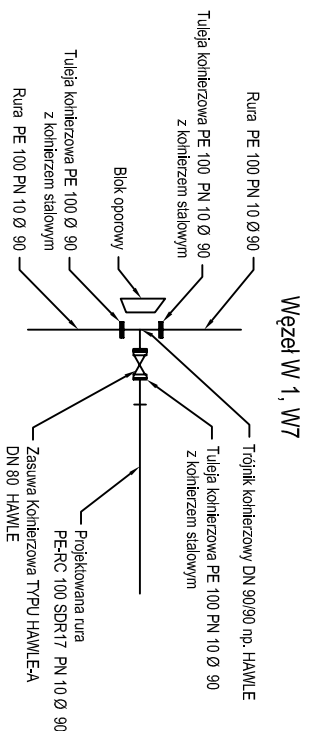 Węzeł W 1, W7
Rura PE 100 PN 10 Ø 90
Tuleja kołnierzowa PE 100 PN 10 Ø 90
z kołnierzem stalowym
Blok oporowy
Tuleja kołnierzowa PE 100 Ø 90
z kołnierzem stalowym
Rura PE 100 PN 10 Ø 90
Trójnik kołnierzowy DN 90/90 np. HAWLE
Tuleja kołnierzowa PE 100 PN 10 Ø 90
z kołnierzem stalowym
Projektowana rura
PE-RC 100 SDR17 PN 10 Ø 90
Zasuwa Kołnierzowa TYPU HAWLE-A
DN 80 HAWLE